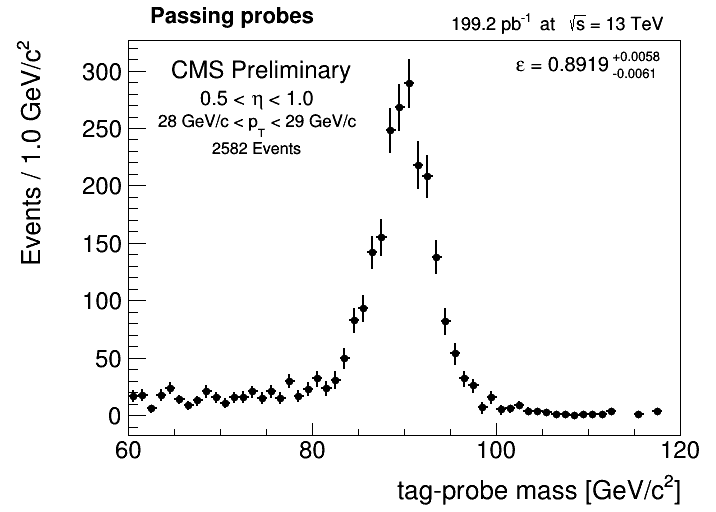 Passing probes
199.2 pb⁻¹ at √s = 13 TeV
CMS Preliminary
ε = 0.8919 +0.0058 -0.0061
0.5 < η < 1.0
28 GeV/c < p_T < 29 GeV/c
2582 Events
Events / 1.0 GeV/c²
300
250
200
150
100
50
0
60 80 100 120
tag-probe mass [GeV/c²]